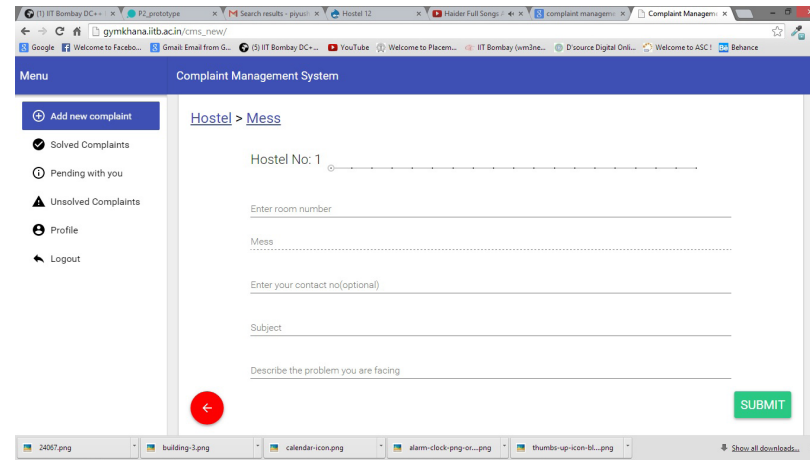 (1) IIT Bombay DC++ :
P2_prototype
Search results - piyush
Hostel 12
Haider Full Songs /
complaint manageme
Complaint Managem
gymkhana.iitb.ac.in/cms_new/
Google
Welcome to Facebo...
Gmail: Email from G...
(5) IIT Bombay DC+...
YouTube
Welcome to Placem...
IIT Bombay (wm3ne...
D'source Digital Onli...
Welcome to ASC !
Behance
Menu
Complaint Management System
Add new complaint
Solved Complaints
Pending with you
Unsolved Complaints
Profile
Logout
Hostel > Mess
Hostel No: 1
Enter room number
Mess
Enter your contact no(optional)
Subject
Describe the problem you are facing
SUBMIT
24067.png
building-3.png
calendar-icon.png
alarm-clock-png-or....png
thumbs-up-icon-bl....png
Show all downloads...